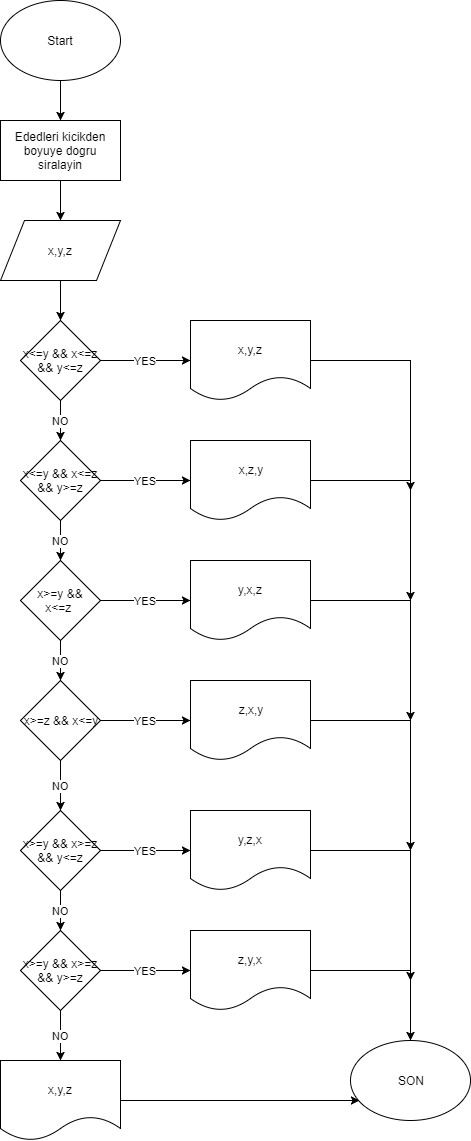 Start
Ededleri kicikden
boyuye dogru
siralayin
x,y,z
x<=y && x<=z
&& y<=z
YES
x,y,z
NO
x<=y && x<=z
&& y>=z
YES
x,z,y
NO
x>=y &&
x<=z
YES
y,x,z
NO
x>=z && x<=y
YES
z,x,y
NO
x>=y && x>=z
&& y<=z
YES
y,z,x
NO
x>=y && x>=z
&& y>=z
YES
z,y,x
NO
x,y,z
SON